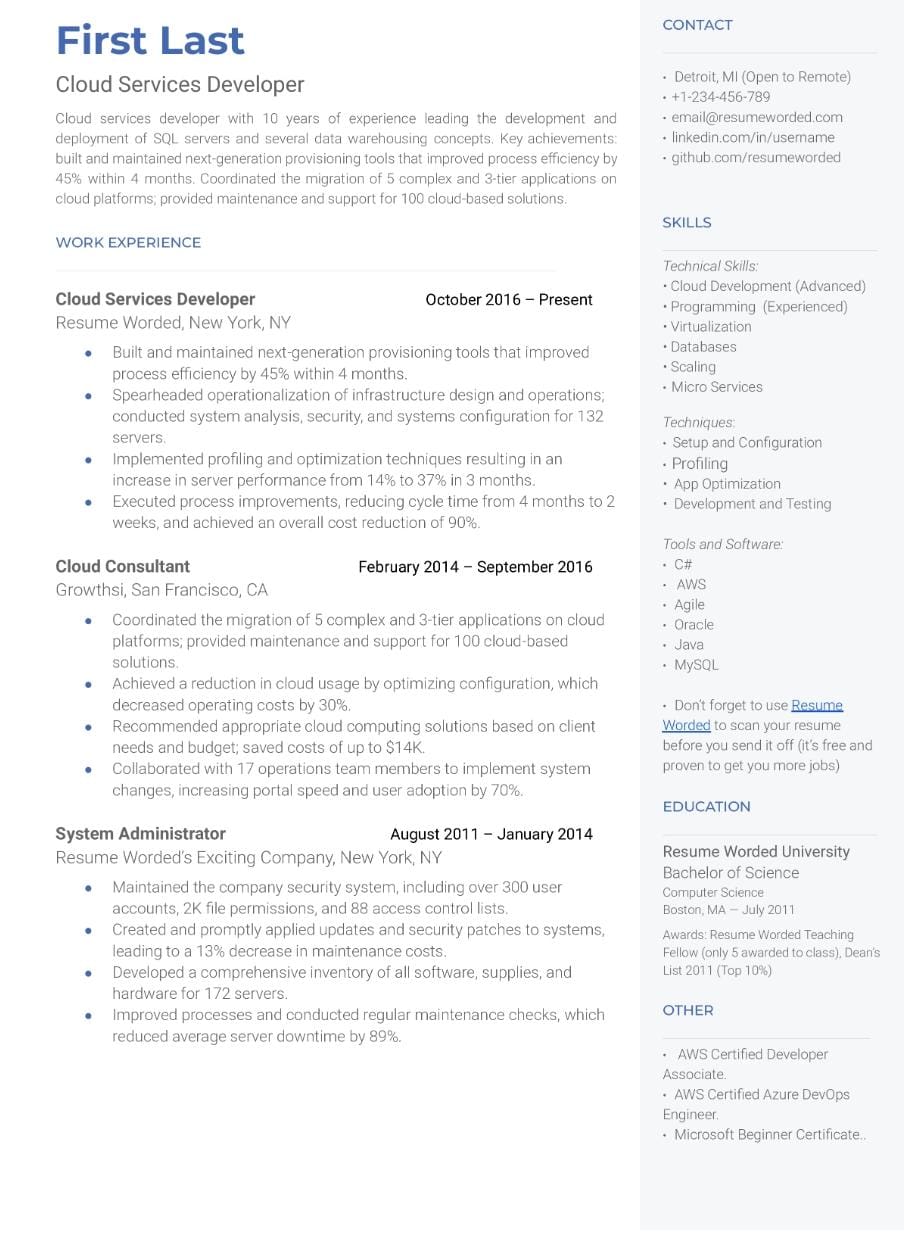 First Last
Cloud Services Developer
Cloud services developer with 10 years of experience leading the development and
deployment of SQL servers and several data warehousing concepts. Key achievements:
built and maintained next-generation provisioning tools that improved process efficiency by
45% within 4 months. Coordinated the migration of 5 complex and 3-tier applications on
cloud platforms; provided maintenance and support for 100 cloud-based solutions.
WORK EXPERIENCE
Cloud Services Developer October 2016 – Present
Resume Worded, New York, NY
• Built and maintained next-generation provisioning tools that improved
process efficiency by 45% within 4 months.
• Spearheaded operationalization of infrastructure design and operations;
conducted system analysis, security, and systems configuration for 132
servers.
• Implemented profiling and optimization techniques resulting in an
increase in server performance from 14% to 37% in 3 months.
• Executed process improvements, reducing cycle time from 4 months to 2
weeks, and achieved an overall cost reduction of 90%.
Cloud Consultant February 2014 – September 2016
Growthsi, San Francisco, CA
• Coordinated the migration of 5 complex and 3-tier applications on cloud
platforms; provided maintenance and support for 100 cloud-based
solutions.
• Achieved a reduction in cloud usage by optimizing configuration, which
decreased operating costs by 30%.
• Recommended appropriate cloud computing solutions based on client
needs and budget; saved costs of up to $14K.
• Collaborated with 17 operations team members to implement system
changes, increasing portal speed and user adoption by 70%.
System Administrator August 2011 – January 2014
Resume Worded's Exciting Company, New York, NY
• Maintained the company security system, including over 300 user
accounts, 2K file permissions, and 88 access control lists.
• Created and promptly applied updates and security patches to systems,
leading to a 13% decrease in maintenance costs.
• Developed a comprehensive inventory of all software, supplies, and
hardware for 172 servers.
• Improved processes and conducted regular maintenance checks, which
reduced average server downtime by 89%.
CONTACT
• Detroit, MI (Open to Remote)
• +1-234-456-789
• email@resumeworded.com
• linkedin.com/in/username
• github.com/resumeworded
SKILLS
Technical Skills:
• Cloud Development (Advanced)
• Programming (Experienced)
• Virtualization
• Databases
• Scaling
• Micro Services
Techniques:
• Setup and Configuration
• Profiling
• App Optimization
• Development and Testing
Tools and Software:
• C#
• AWS
• Agile
• Oracle
• Java
• MySQL
• Don't forget to use Resume
Worded to scan your resume
before you send it off (it's free and
proven to get you more jobs)
EDUCATION
Resume Worded University
Bachelor of Science
Computer Science
Boston, MA — July 2011
Awards: Resume Worded Teaching
Fellow (only 5 awarded to class), Dean's
List 2011 (Top 10%)
OTHER
• AWS Certified Developer
Associate.
• AWS Certified Azure DevOps
Engineer.
• Microsoft Beginner Certificate..